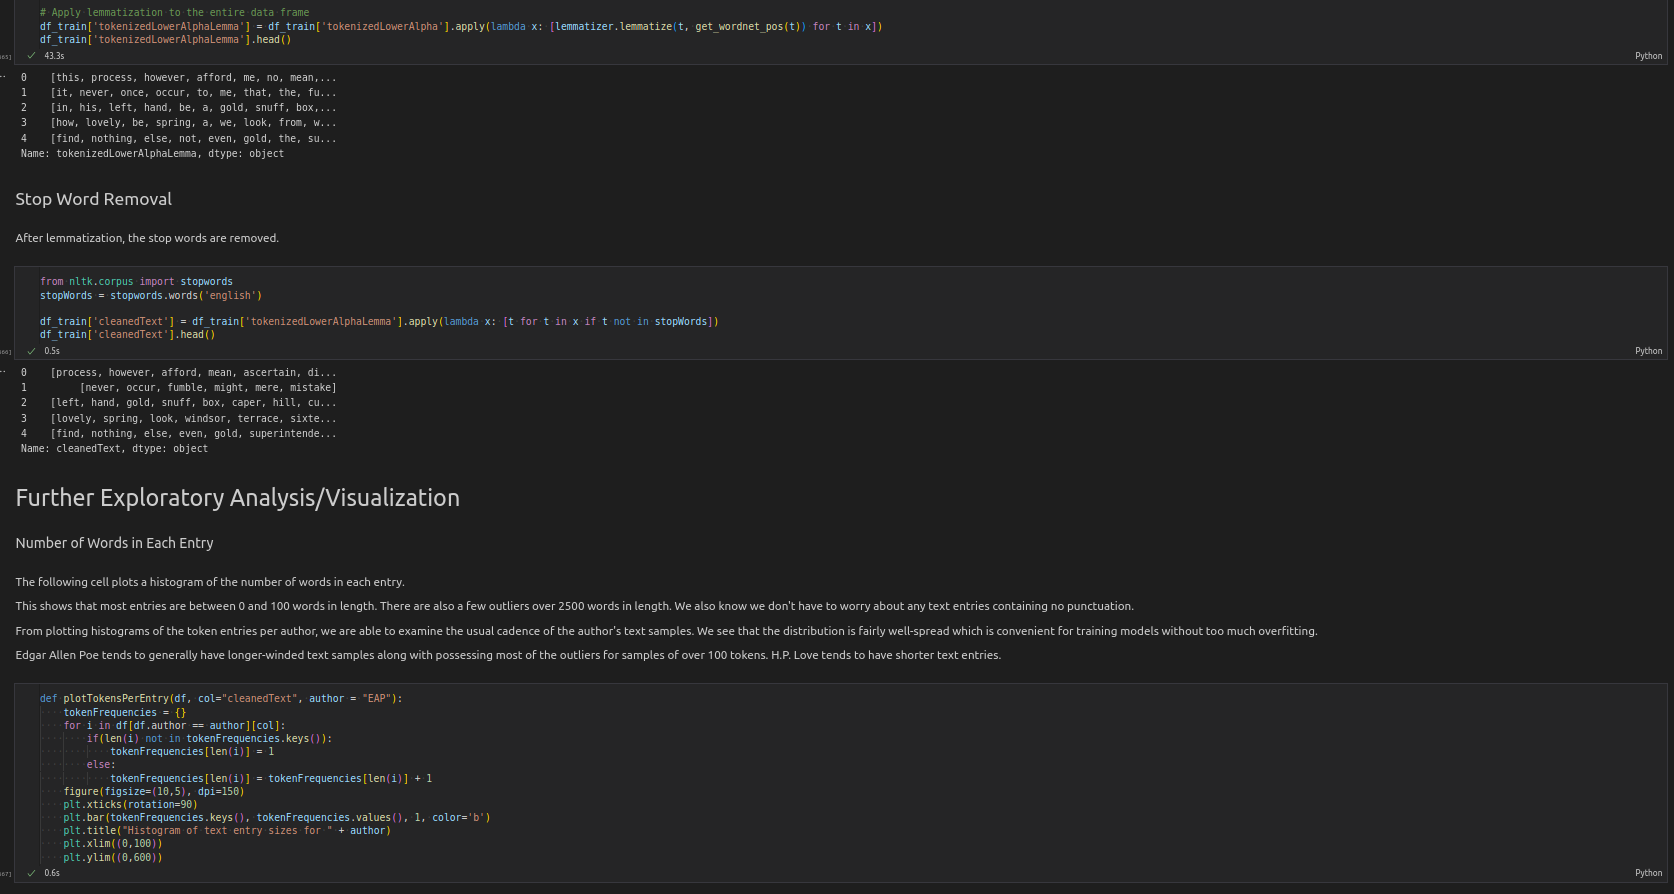 # Apply lemmatization to the entire data frame
df_train['tokenizedLowerAlphaLemma'] = df_train['tokenizedLowerAlpha'].apply(lambda x: [lemmatizer.lemmatize(t, get_wordnet_pos(t)) for t in x])
df_train['tokenizedLowerAlphaLemma'].head()
✓ 43.3s
Python
0    [this, process, however, afford, me, no, mean,...
1    [it, never, once, occur, to, me, that, the, fu...
2    [in, his, left, hand, be, a, gold, snuff, box,...
3    [how, lovely, be, spring, a, we, look, from, w...
4    [find, nothing, else, not, even, gold, the, su...
Name: tokenizedLowerAlphaLemma, dtype: object
Stop Word Removal
After lemmatization, the stop words are removed.
from nltk.corpus import stopwords
stopWords = stopwords.words('english')
df_train['cleanedText'] = df_train['tokenizedLowerAlphaLemma'].apply(lambda x: [t for t in x if t not in stopWords])
df_train['cleanedText'].head()
✓ 0.5s
Python
0    [process, however, afford, mean, ascertain, di...
1         [never, occur, fumble, might, mere, mistake]
2    [left, hand, gold, snuff, box, caper, hill, cu...
3    [lovely, spring, look, windsor, terrace, sixte...
4    [find, nothing, else, even, gold, superintende...
Name: cleanedText, dtype: object
Further Exploratory Analysis/Visualization
Number of Words in Each Entry
The following cell plots a histogram of the number of words in each entry.
This shows that most entries are between 0 and 100 words in length. There are also a few outliers over 2500 words in length. We also know we don't have to worry about any text entries containing no punctuation.
From plotting histograms of the token entries per author, we are able to examine the usual cadence of the author's text samples. We see that the distribution is fairly well-spread which is convenient for training models without too much overfitting.
Edgar Allen Poe tends to generally have longer-winded text samples along with possessing most of the outliers for samples of over 100 tokens. H.P. Love tends to have shorter text entries.
def plotTokensPerEntry(df, col="cleanedText", author = "EAP"):
    tokenFrequencies = {}
    for i in df[df.author == author][col]:
        if(len(i) not in tokenFrequencies.keys()):
            tokenFrequencies[len(i)] = 1
        else:
            tokenFrequencies[len(i)] = tokenFrequencies[len(i)] + 1
    figure(figsize=(10,5), dpi=150)
    plt.xticks(rotation=90)
    plt.bar(tokenFrequencies.keys(), tokenFrequencies.values(), 1, color='b')
    plt.title("Histogram of text entry sizes for " + author)
    plt.xlim((0,100))
    plt.ylim((0,600))
✓ 0.6s
Python